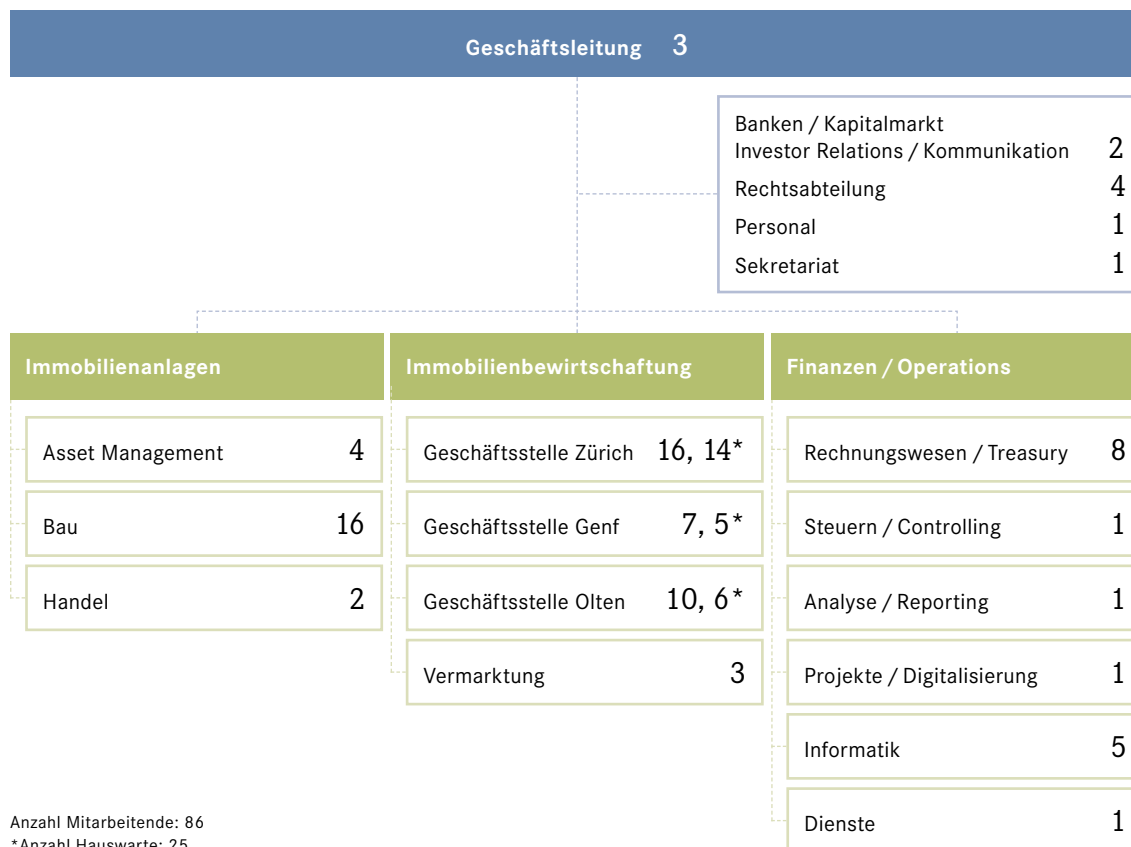 Geschäftsleitung 3
Banken / Kapitalmarkt
Investor Relations / Kommunikation 2
Rechtsabteilung 4
Personal 1
Sekretariat 1
Immobilienanlagen
Asset Management 4
Bau 16
Handel 2
Immobilienbewirtschaftung
Geschäftsstelle Zürich 16, 14*
Geschäftsstelle Genf 7, 5*
Geschäftsstelle Olten 10, 6*
Vermarktung 3
Finanzen / Operations
Rechnungswesen / Treasury 8
Steuern / Controlling 1
Analyse / Reporting 1
Projekte / Digitalisierung 1
Informatik 5
Dienste 1
Anzahl Mitarbeitende: 86
*Anzahl Hauswarte: 25